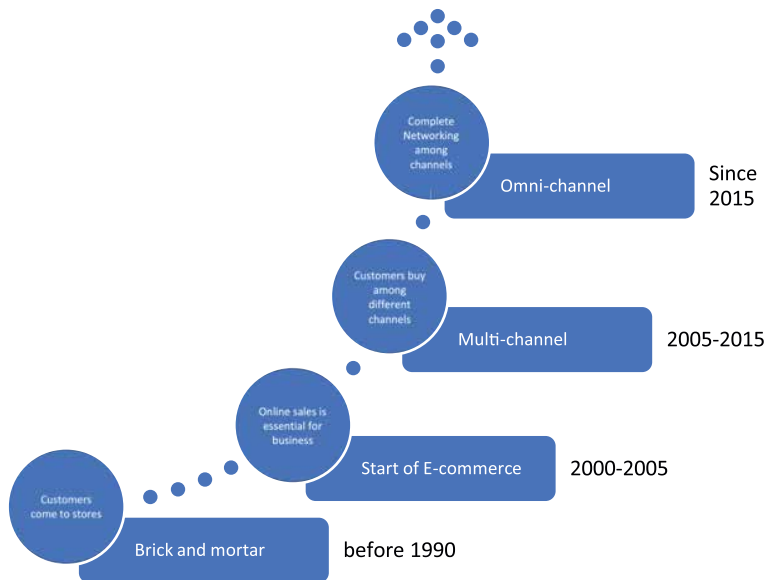 Complete
Networking
among
channels
Omni-channel
Since
2015
Customers buy
among
different
channels
Multi-channel
2005-2015
Online sales is
essential for
business
Start of E-commerce
2000-2005
Customers
come to stores
Brick and mortar
before 1990